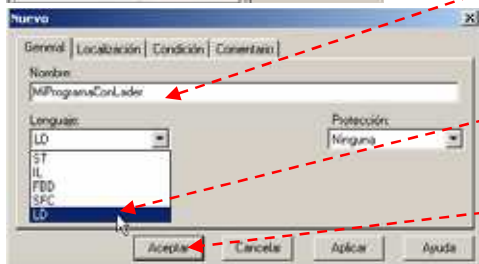 Nuevo
General Localización Condición Comentario
Nombre
MiProgramaConLader
Lenguaje: Protección:
LD Ninguna
ST
IL
FBD
SFC
LD
Aceptar Cancelar Aplicar Ayuda